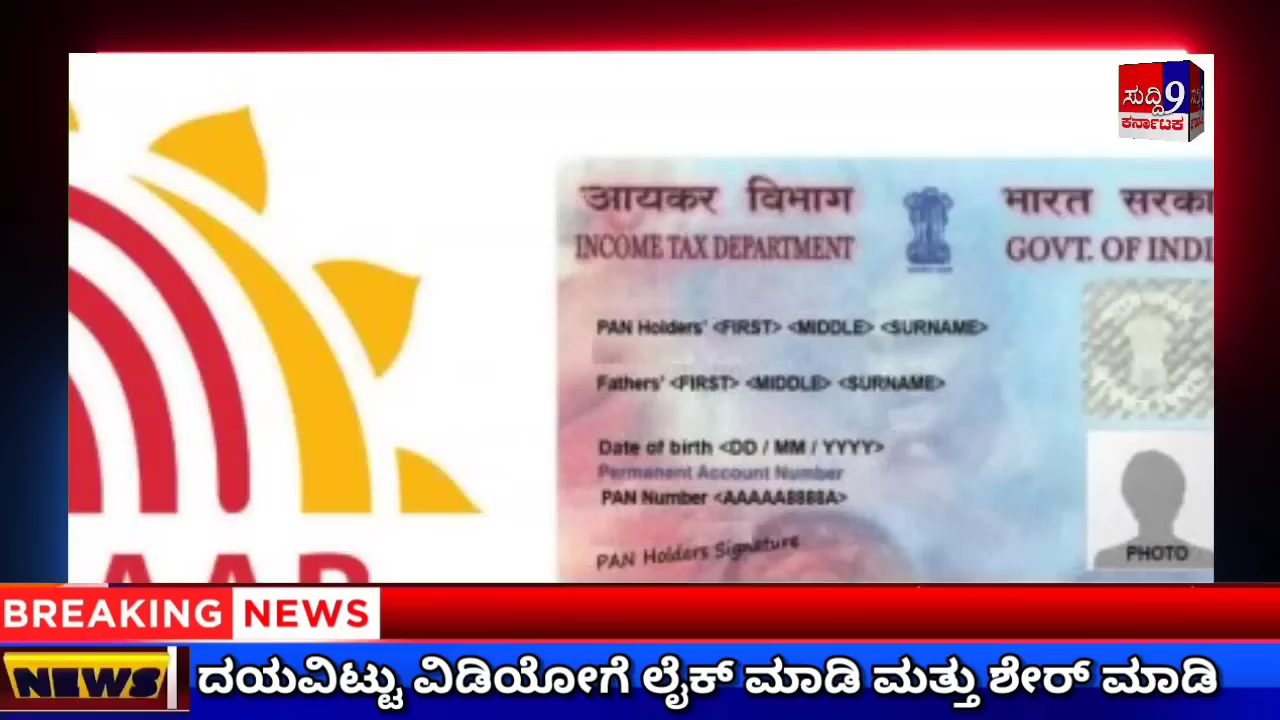 ಸುದ್ದಿ 9
ಕರ್ನಾಟಕ
आयकर विभाग
INCOME TAX DEPARTMENT
भारत सरका
GOVT. OF INDI
PAN Holders' <FIRST> <MIDDLE> <SURNAME>
Fathers' <FIRST> <MIDDLE> <SURNAME>
Date of birth <DD / MM / YYYY>
Permanent Account Number
PAN Number <AAAAA8888A>
PAN Holders Signature
PHOTO
AAD
BREAKING NEWS
NEWS
ದಯವಿಟ್ಟು ವಿಡಿಯೋಗೆ ಲೈಕ್ ಮಾಡಿ ಮತ್ತು ಶೇರ್ ಮಾಡಿ